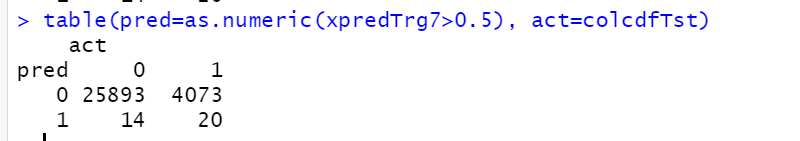 > table(pred=as.numeric(xpredTrg7>0.5), act=colcdfTst)
act
pred 0 1
0 25893 4073
1 14 20